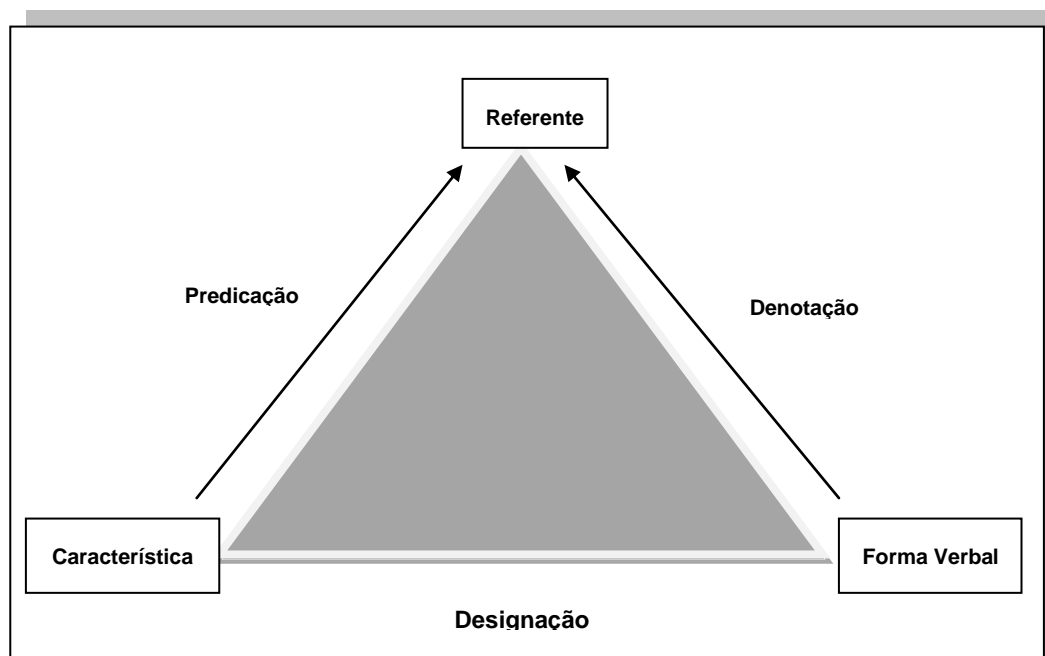 Referente
Predicação
Denotação
Característica
Forma Verbal
Designação